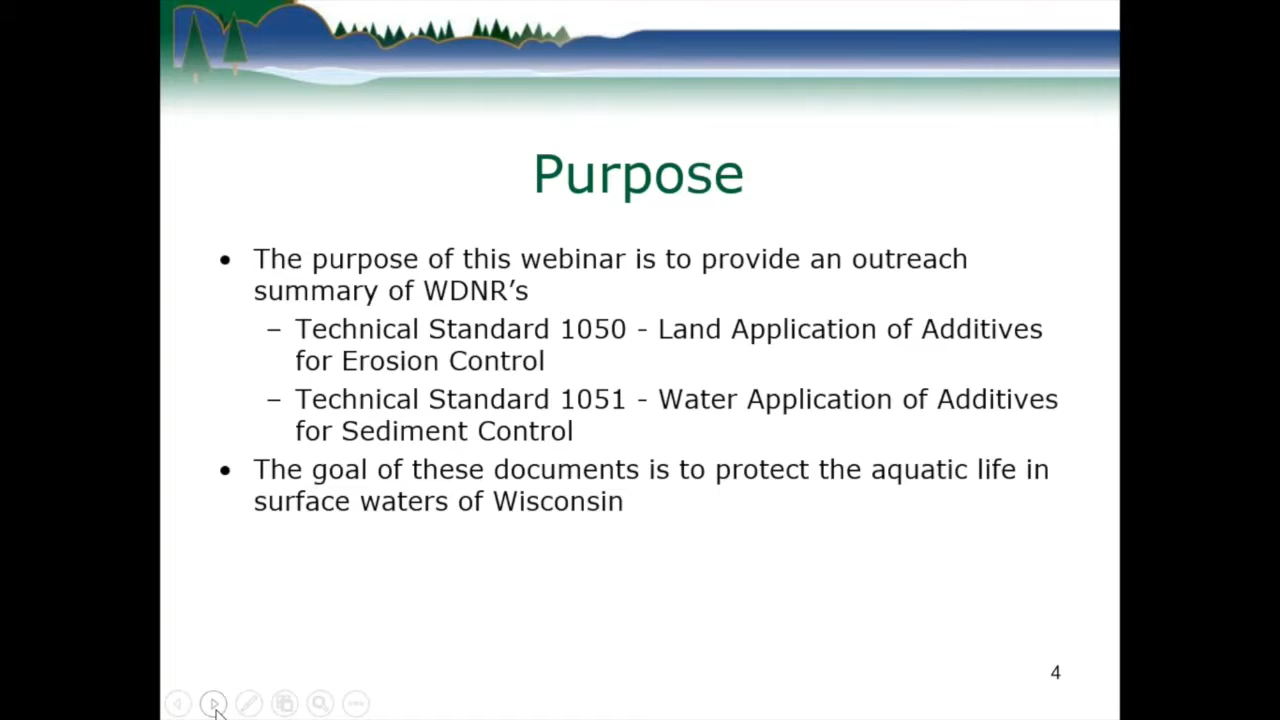 Purpose
• The purpose of this webinar is to provide an outreach
summary of WDNR’s
– Technical Standard 1050 - Land Application of Additives
for Erosion Control
– Technical Standard 1051 - Water Application of Additives
for Sediment Control
• The goal of these documents is to protect the aquatic life in
surface waters of Wisconsin
4